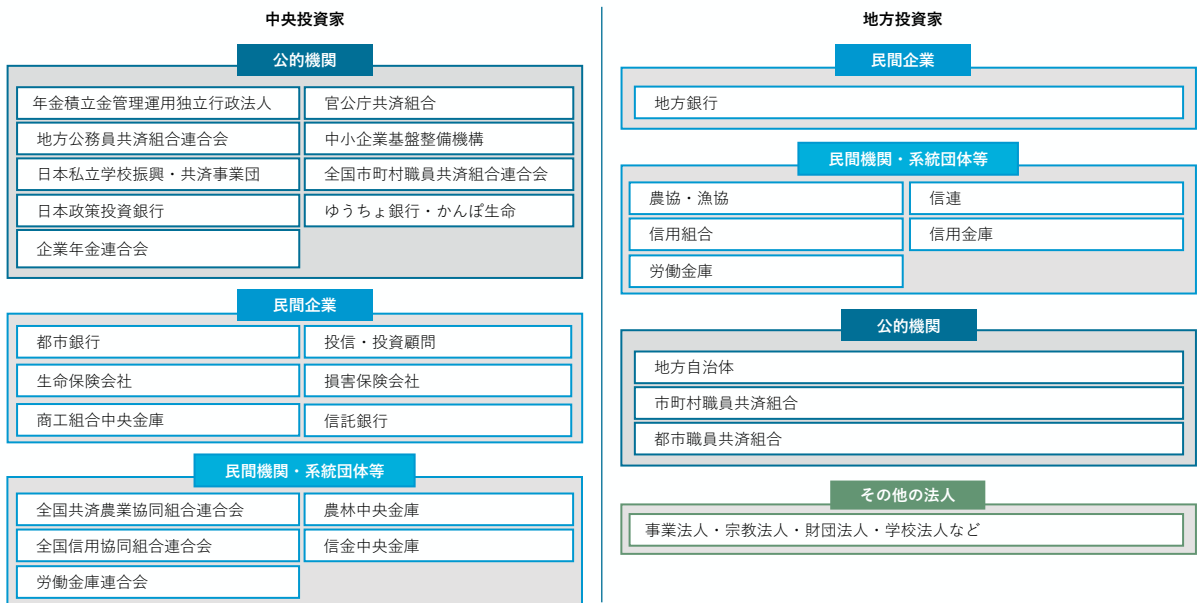 中央投資家
公的機関
年金積立金管理運用独立行政法人
官公庁共済組合
地方公務員共済組合連合会
中小企業基盤整備機構
日本私立学校振興・共済事業団
全国市町村職員共済組合連合会
日本政策投資銀行
ゆうちょ銀行・かんぽ生命
企業年金連合会
民間企業
都市銀行
投信・投資顧問
生命保険会社
損害保険会社
商工組合中央金庫
信託銀行
民間機関・系統団体等
全国共済農業協同組合連合会
農林中央金庫
全国信用協同組合連合会
信金中央金庫
労働金庫連合会
地方投資家
民間企業
地方銀行
民間機関・系統団体等
農協・漁協
信連
信用組合
信用金庫
労働金庫
公的機関
地方自治体
市町村職員共済組合
都市職員共済組合
その他の法人
事業法人・宗教法人・財団法人・学校法人など